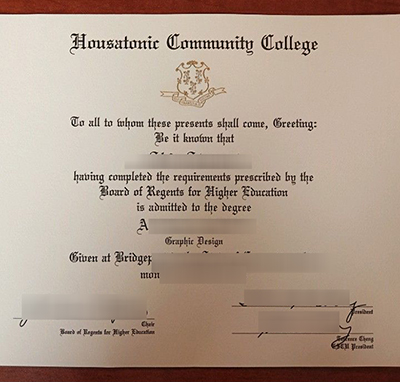 Housatonic Community College
To all to whom these presents shall come, Greeting:
Be it known that
having completed the requirements prescribed by the
Board of Regents for Higher Education
is admitted to the degree
A
Graphic Design
Given at
mon
Chair
Board of Regents for Higher Education
President
Cheng
President